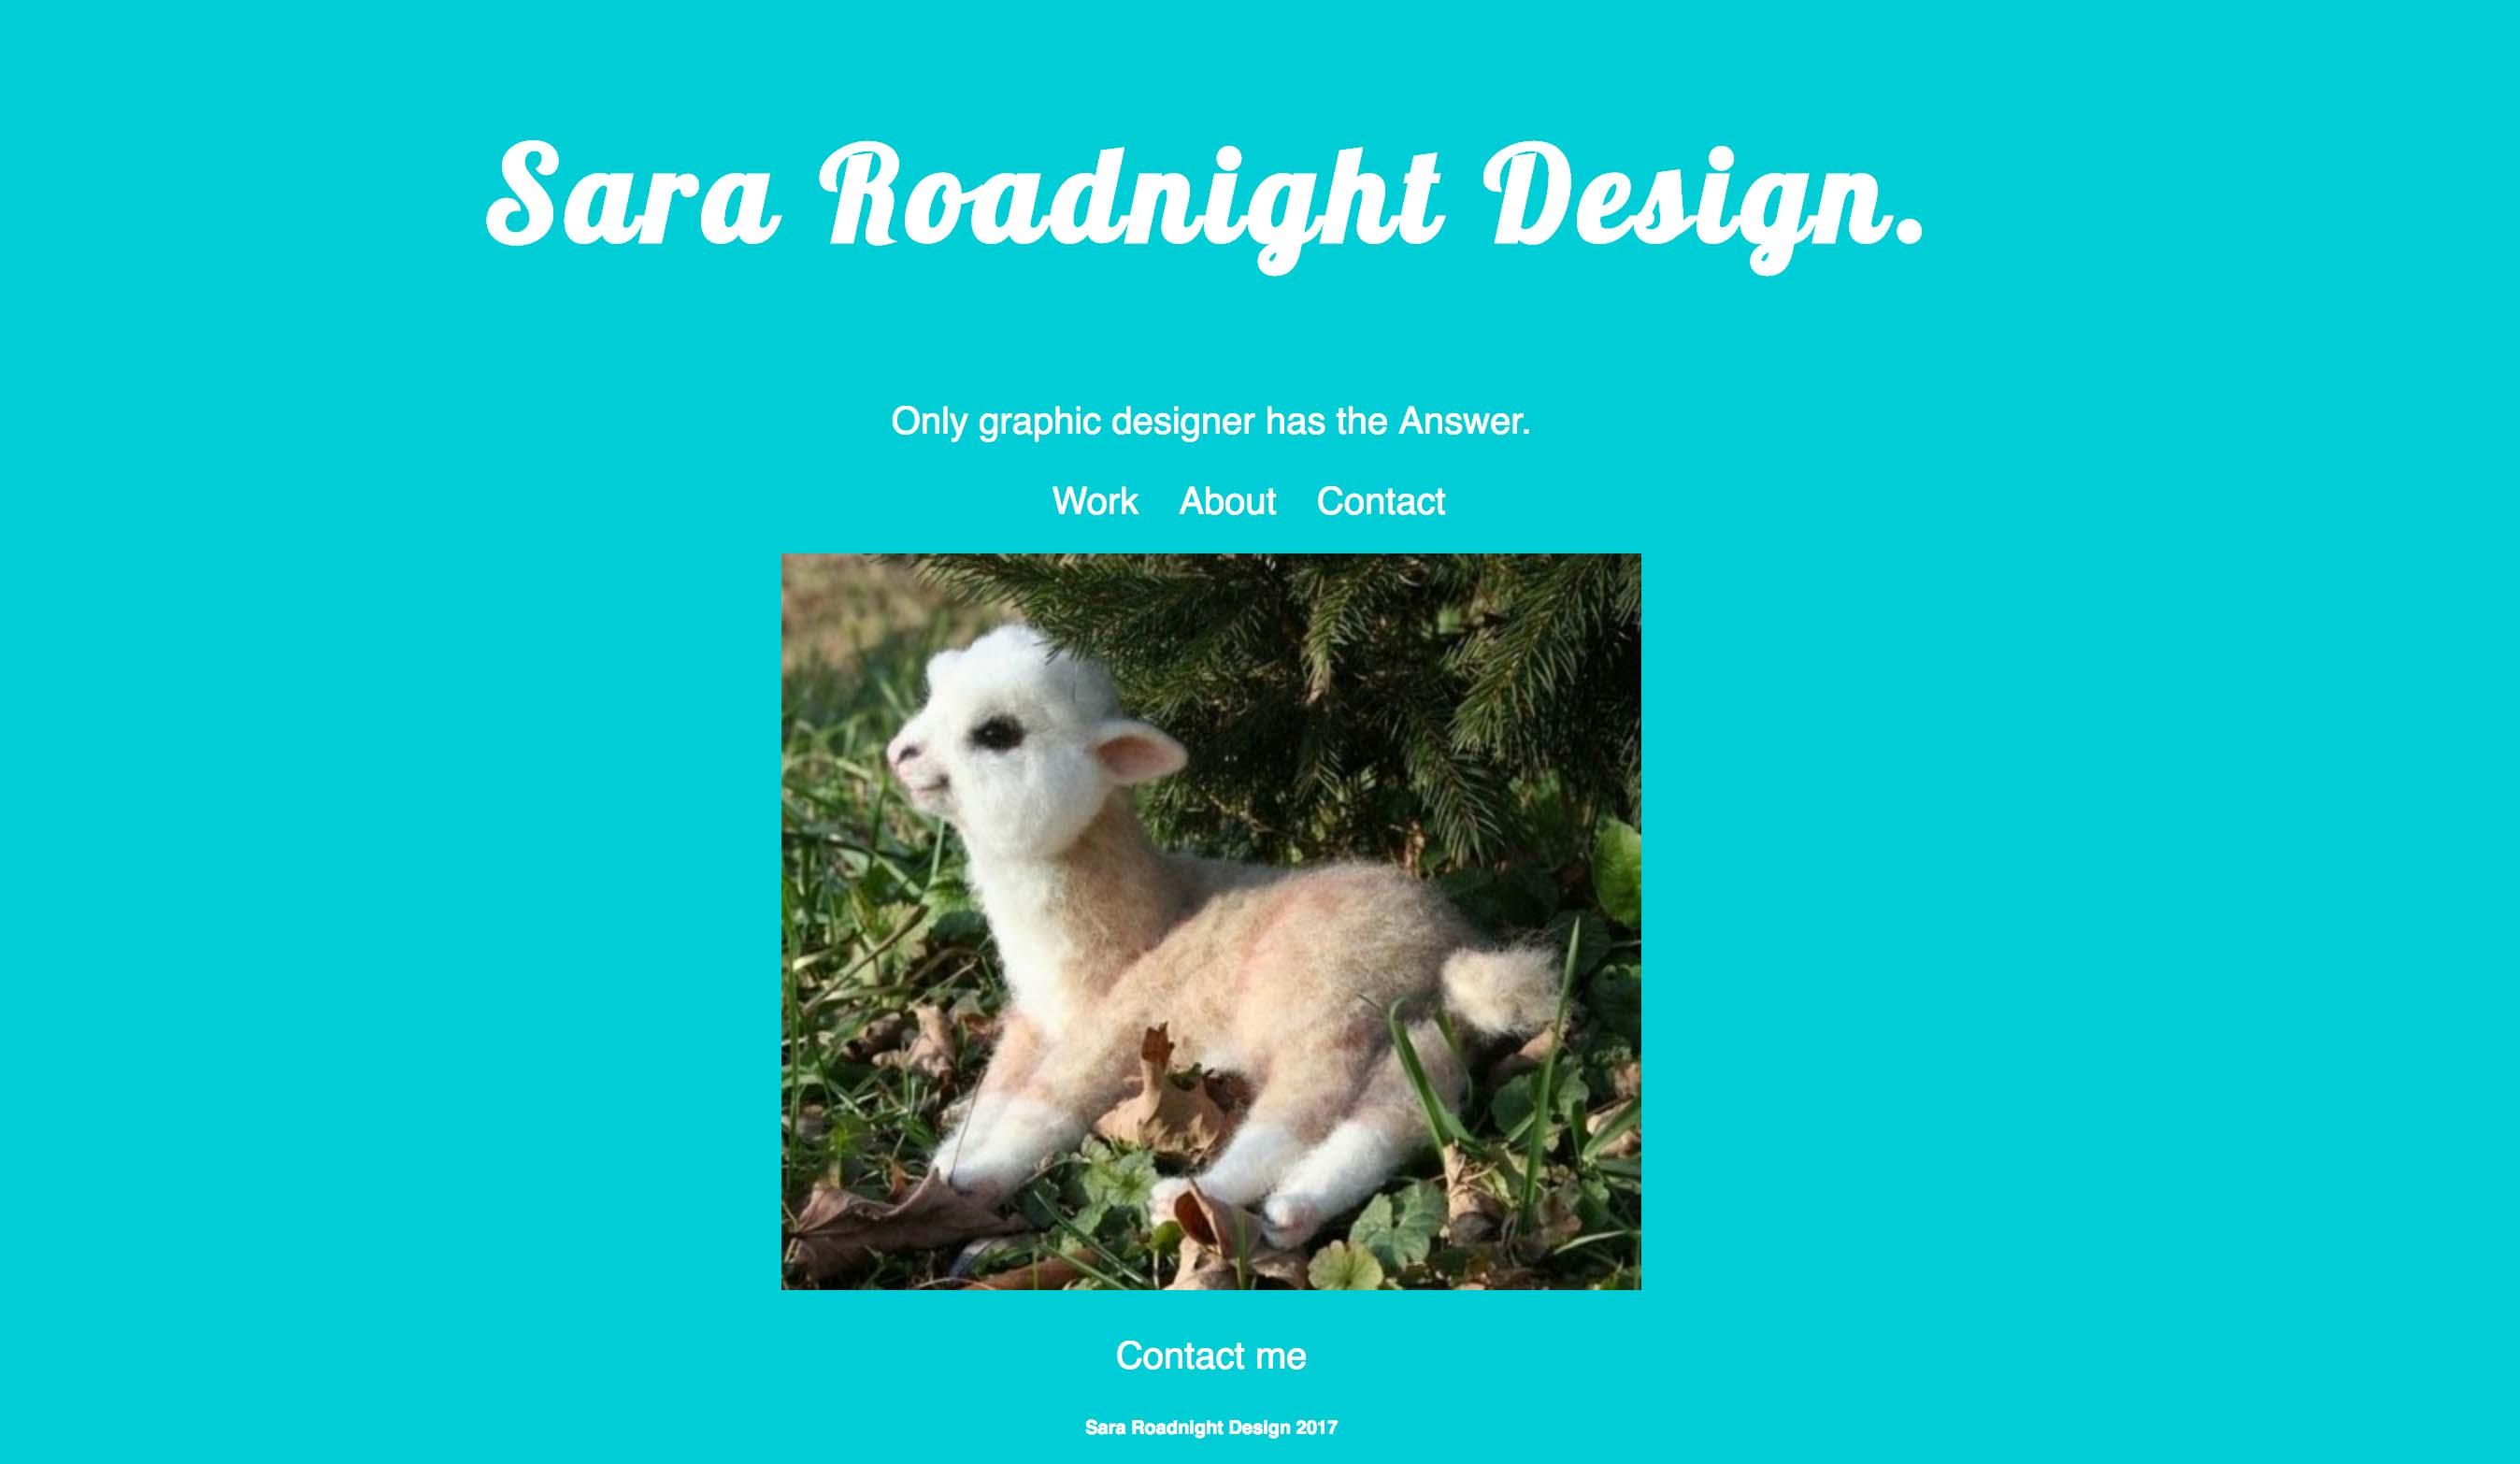 Sara Roadnight Design.
Only graphic designer has the Answer.
Work About Contact
Contact me
Sara Roadnight Design 2017